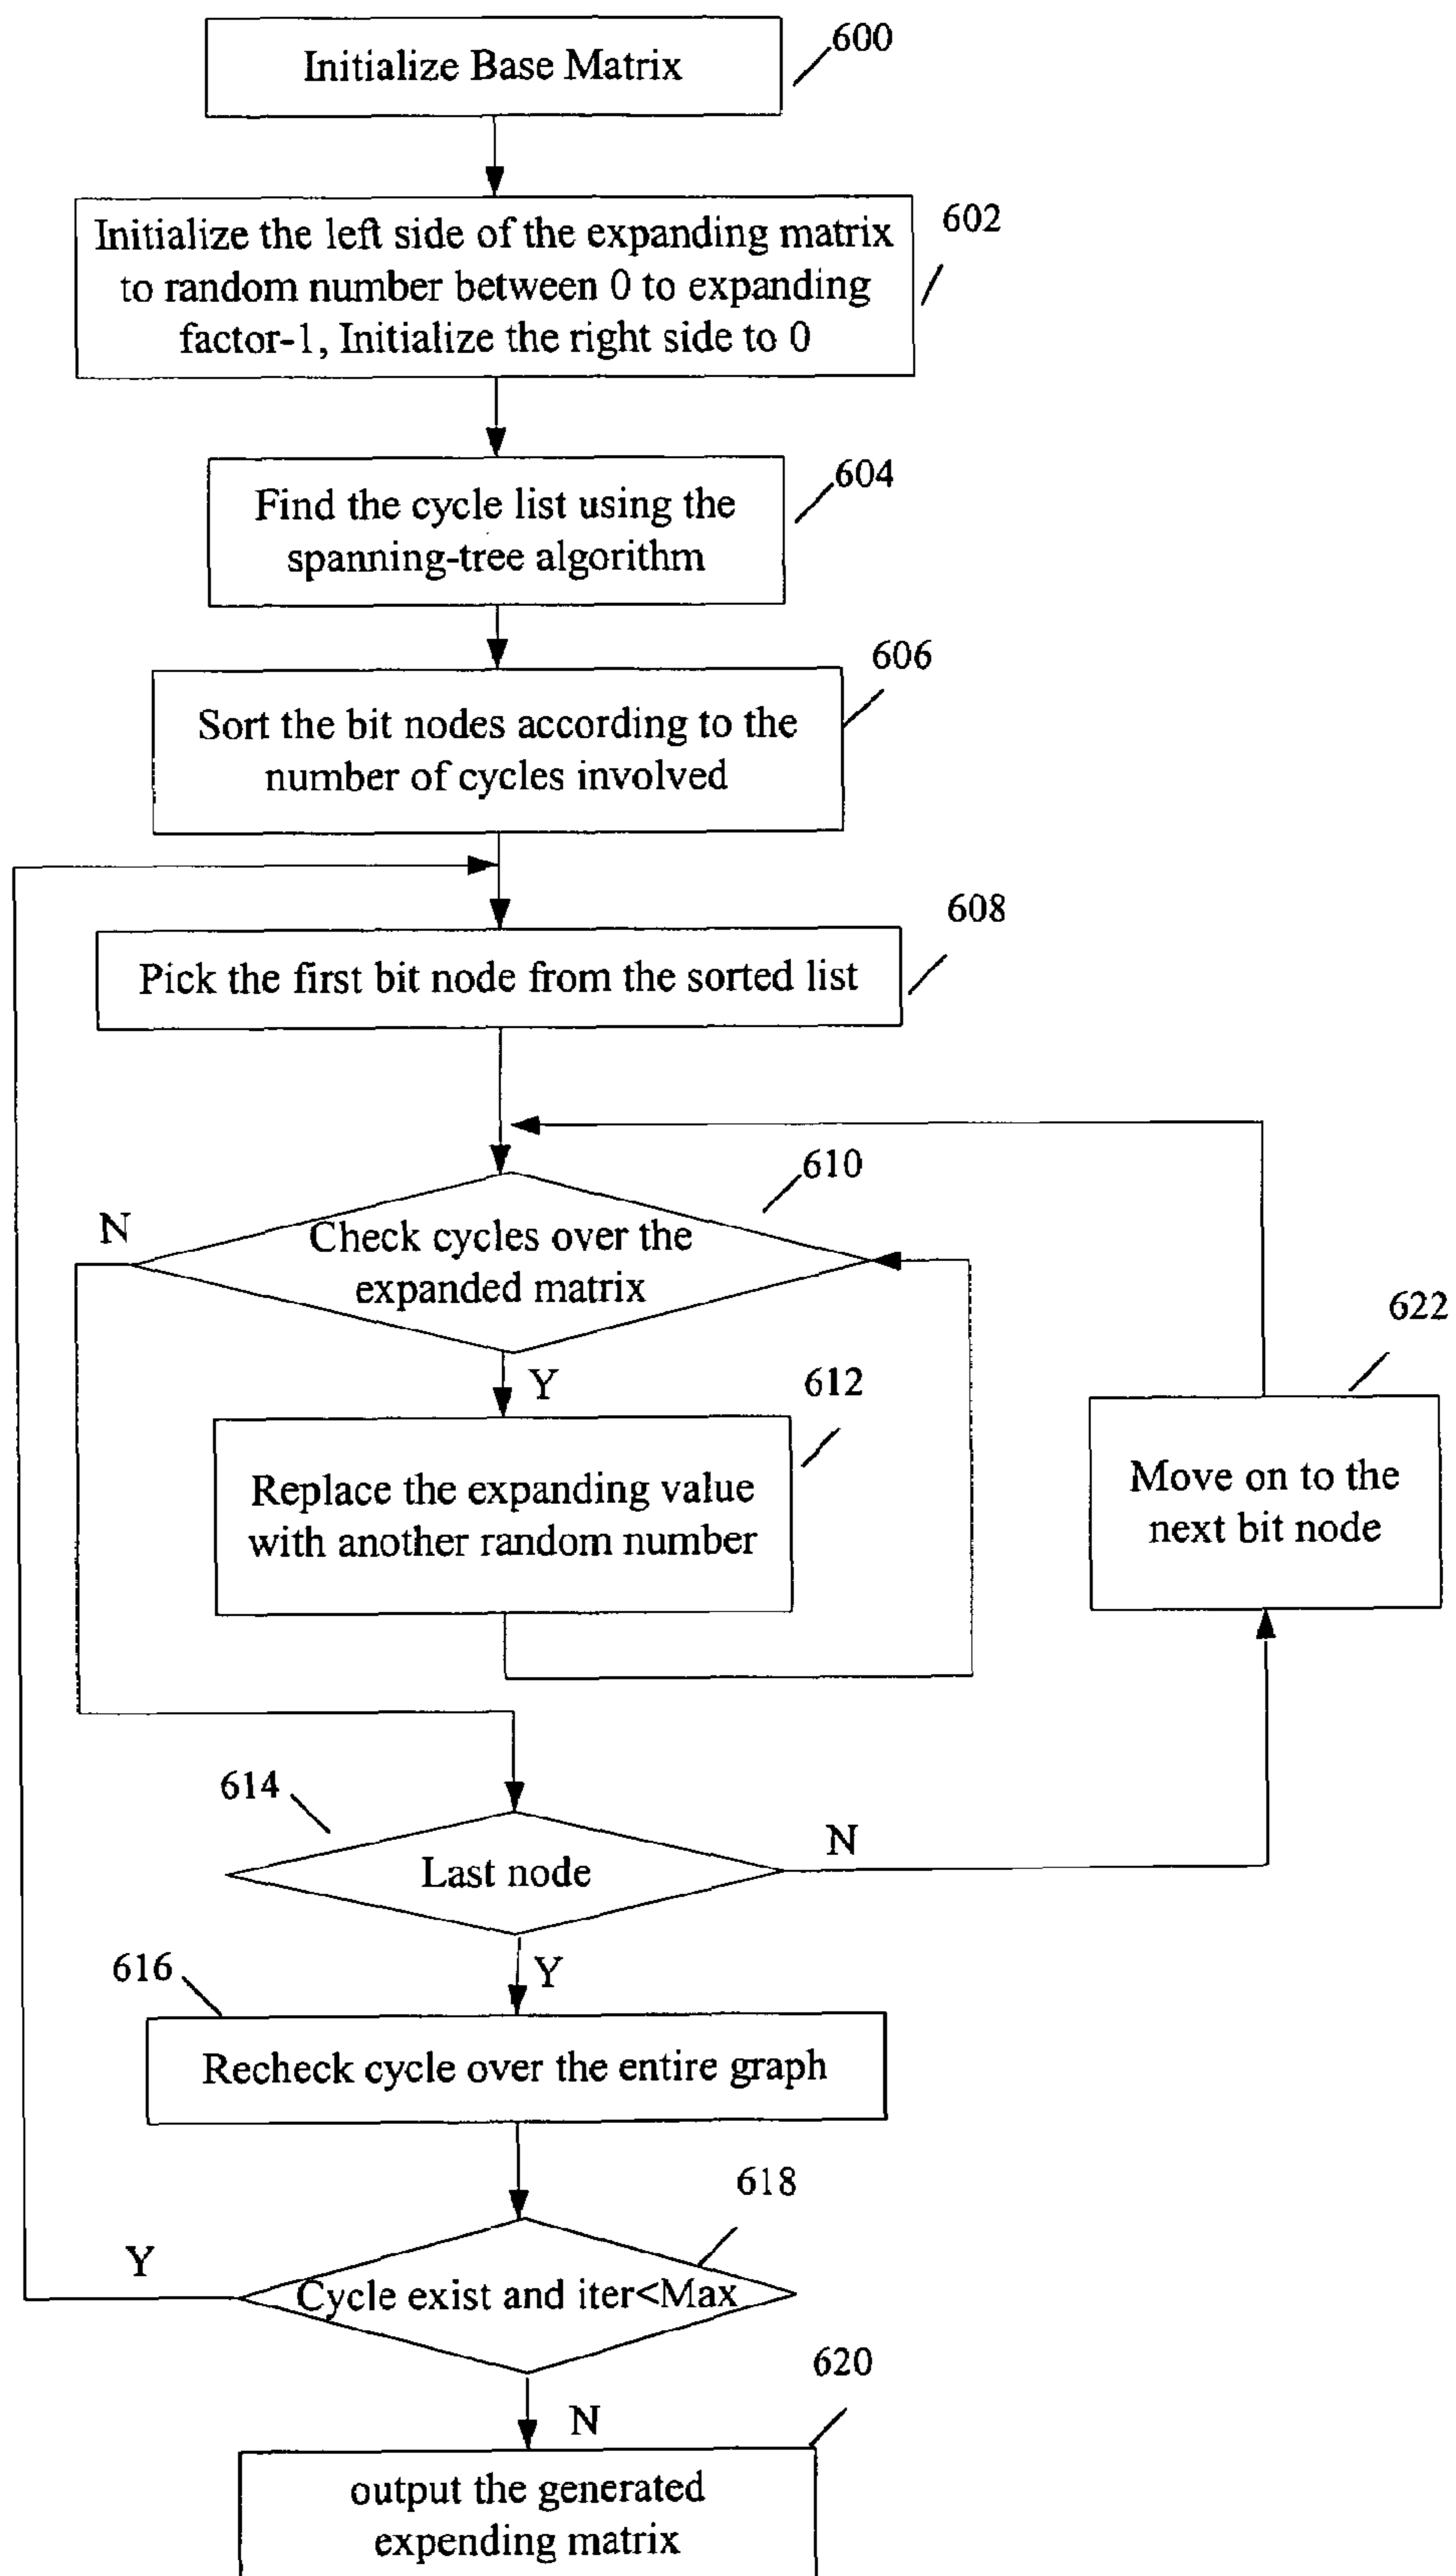 Initialize Base Matrix
600
Initialize the left side of the expanding matrix
to random number between 0 to expanding
factor-1, Initialize the right side to 0
602
Find the cycle list using the
spanning-tree algorithm
604
Sort the bit nodes according to the
number of cycles involved
606
Pick the first bit node from the sorted list
608
Check cycles over the
expanded matrix
610
N
Y
Replace the expanding value
with another random number
612
Move on to the
next bit node
622
Last node
614
N
Y
Recheck cycle over the entire graph
616
Cycle exist and iter<Max
618
Y
N
output the generated
expending matrix
620